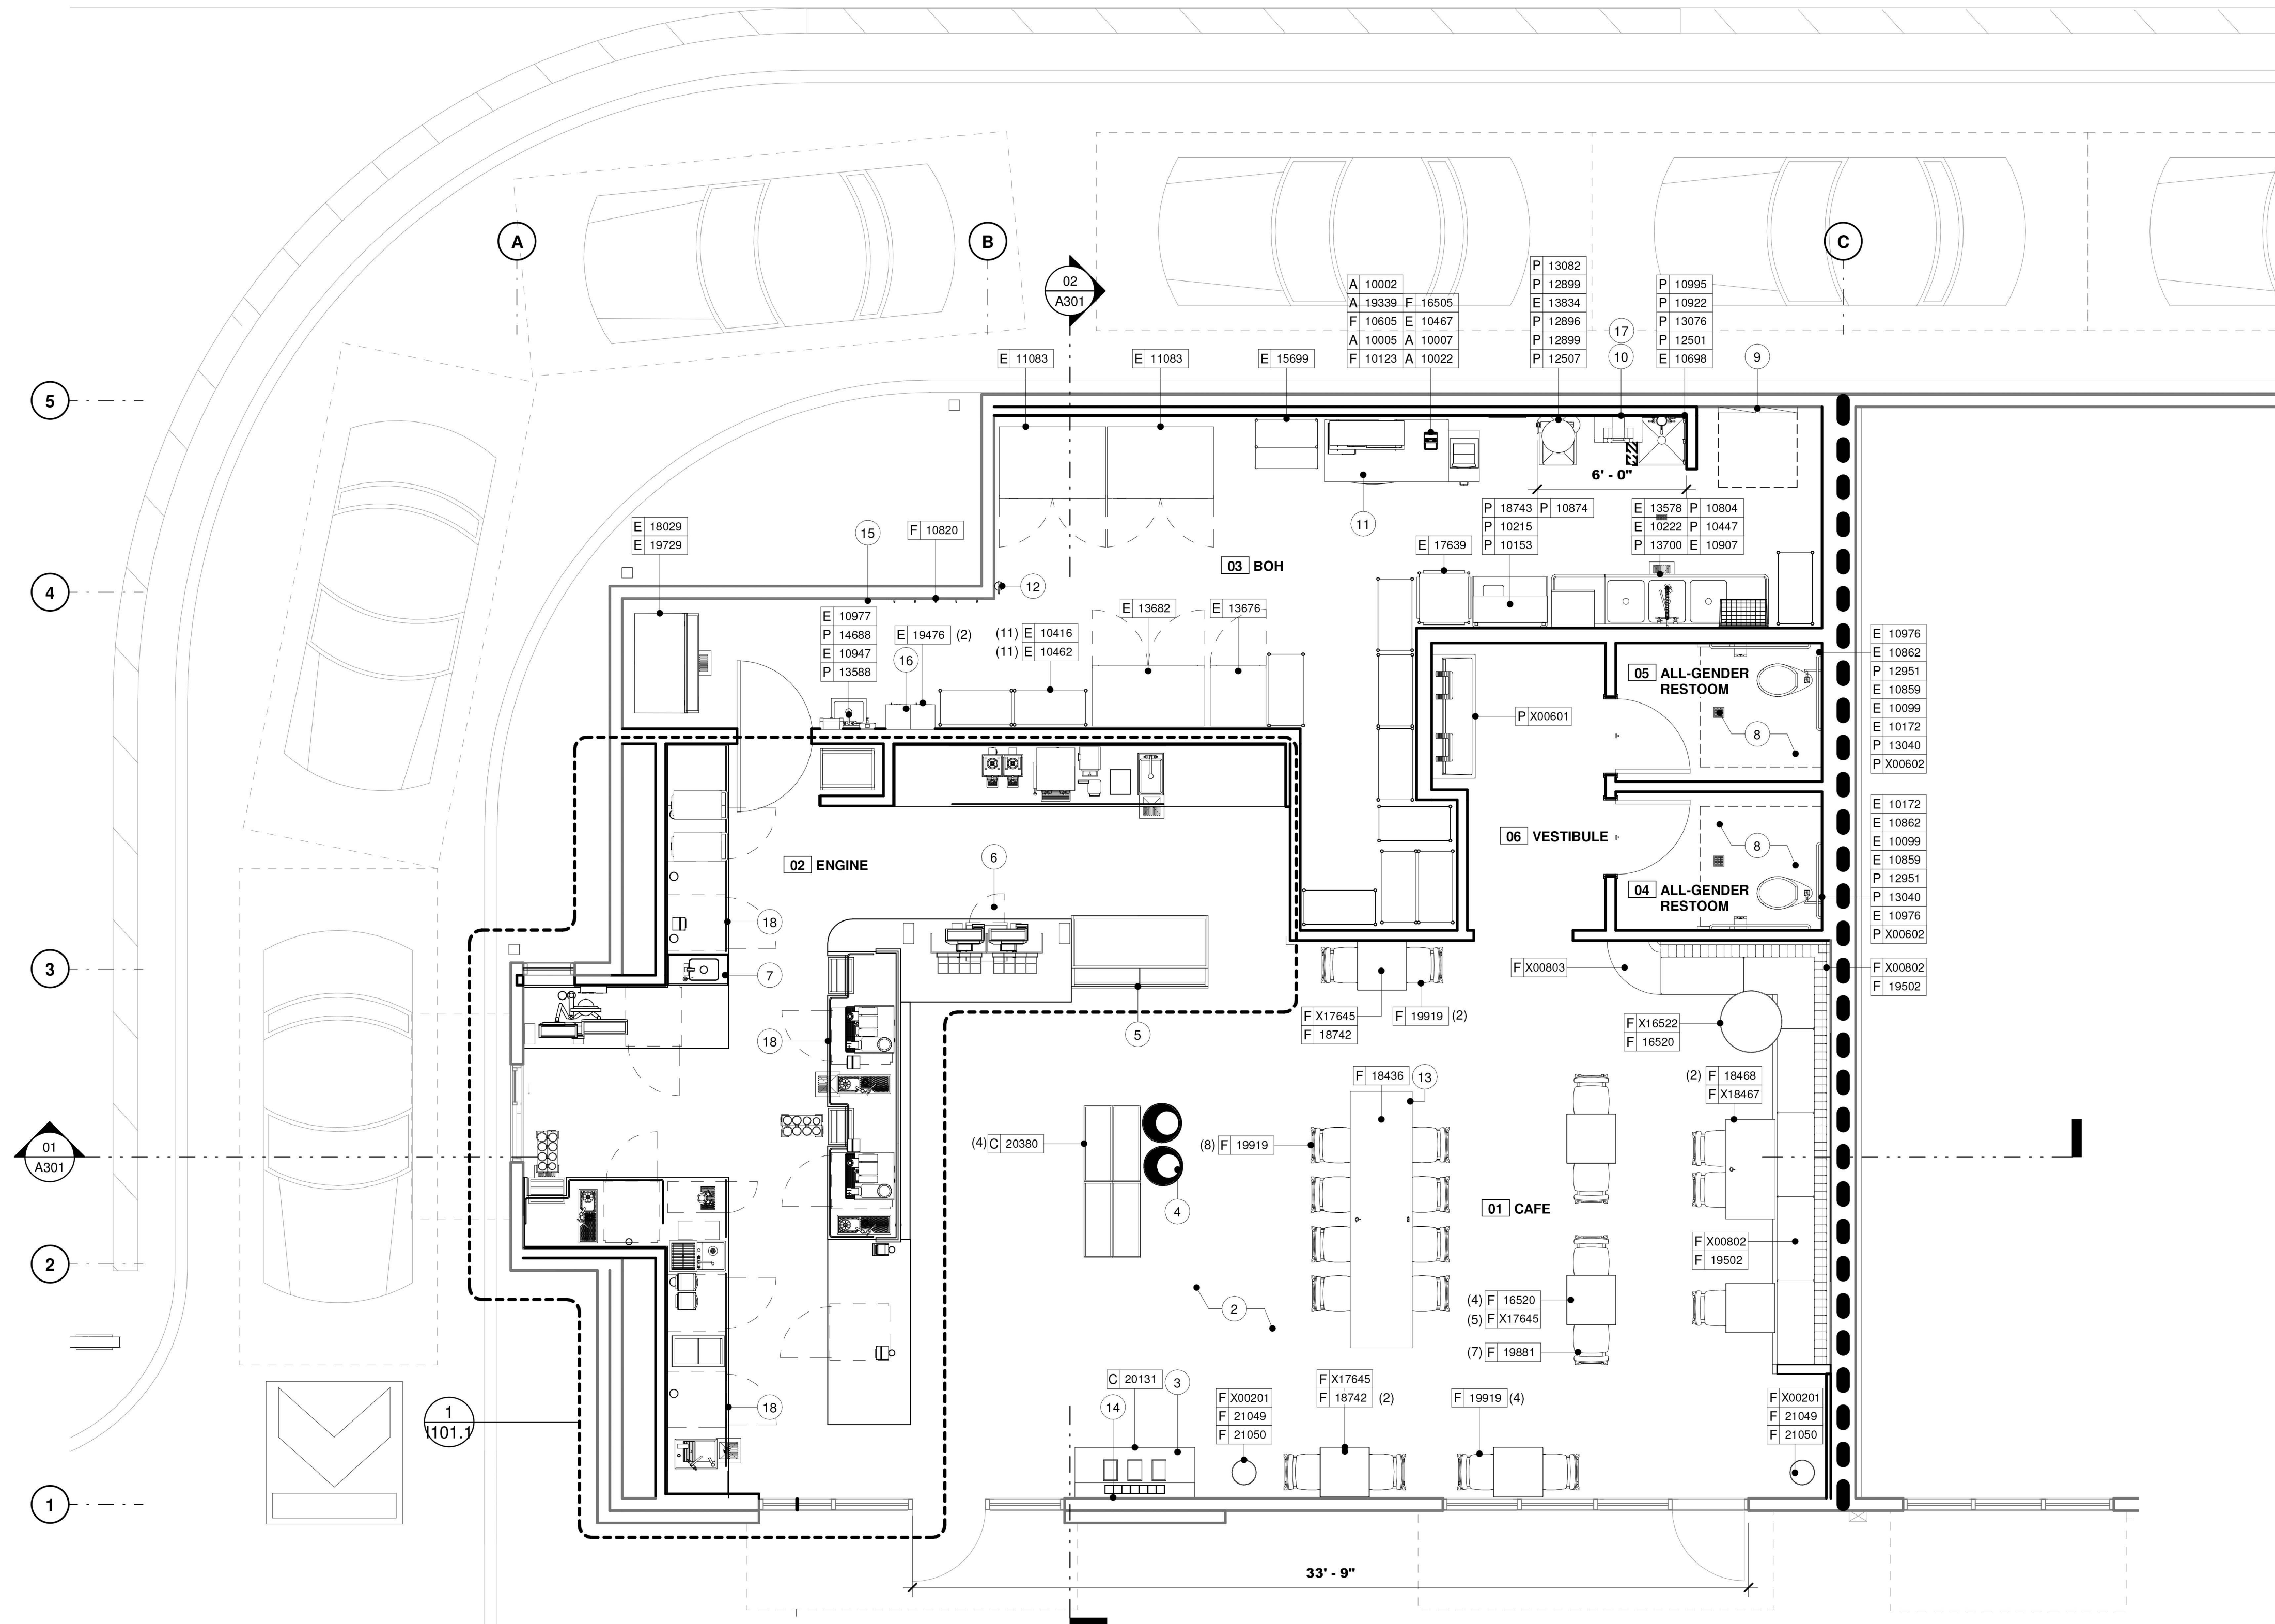 A
B
C
02
A301
A 10002
A 19339 F 16505
F 10605 E 10467
A 10005 A 10007
F 10123 A 10022
P 13082
P 12899
E 13834
P 12896
P 12899
P 12507
17
10
P 10995
P 10922
P 13076
P 12501
E 10698
9
E 11083
E 11083
E 15699
5
6' - 0"
11
P 18743 P 10874
P 10215
P 10153
E 13578 P 10804
E 10222 P 10447
P 13700 E 10907
E 18029
E 19729
15
F 10820
E 17639
03 BOH
4
12
E 10977
P 14688
E 10947
P 13588
E 19476 (2)
16
(11) E 10416
(11) E 10462
E 13682
E 13676
05 ALL-GENDER
RESTOOM
8
E 10976
E 10862
P 12951
E 10859
E 10099
E 10172
P 13040
P X00602
P X00601
06 VESTIBULE
8
04 ALL-GENDER
RESTOOM
E 10172
E 10862
E 10099
E 10859
P 12951
P 13040
E 10976
P X00602
02 ENGINE
6
18
3
7
5
18
F X17645
F 18742
F 19919 (2)
F X00803
F X00802
F 19502
F X16522
F 16520
F 18436
13
(2) F 18468
F X18467
01
A301
(4) C 20380
(8) F 19919
4
01 CAFE
F X00802
F 19502
2
2
(4) F 16520
(5) F X17645
(7) F 19881
C 20131
3
14
F X00201
F 21049
F 21050
F X17645
F 18742 (2)
F 19919 (4)
F X00201
F 21049
F 21050
18
1
I101.1
1
33' - 9"